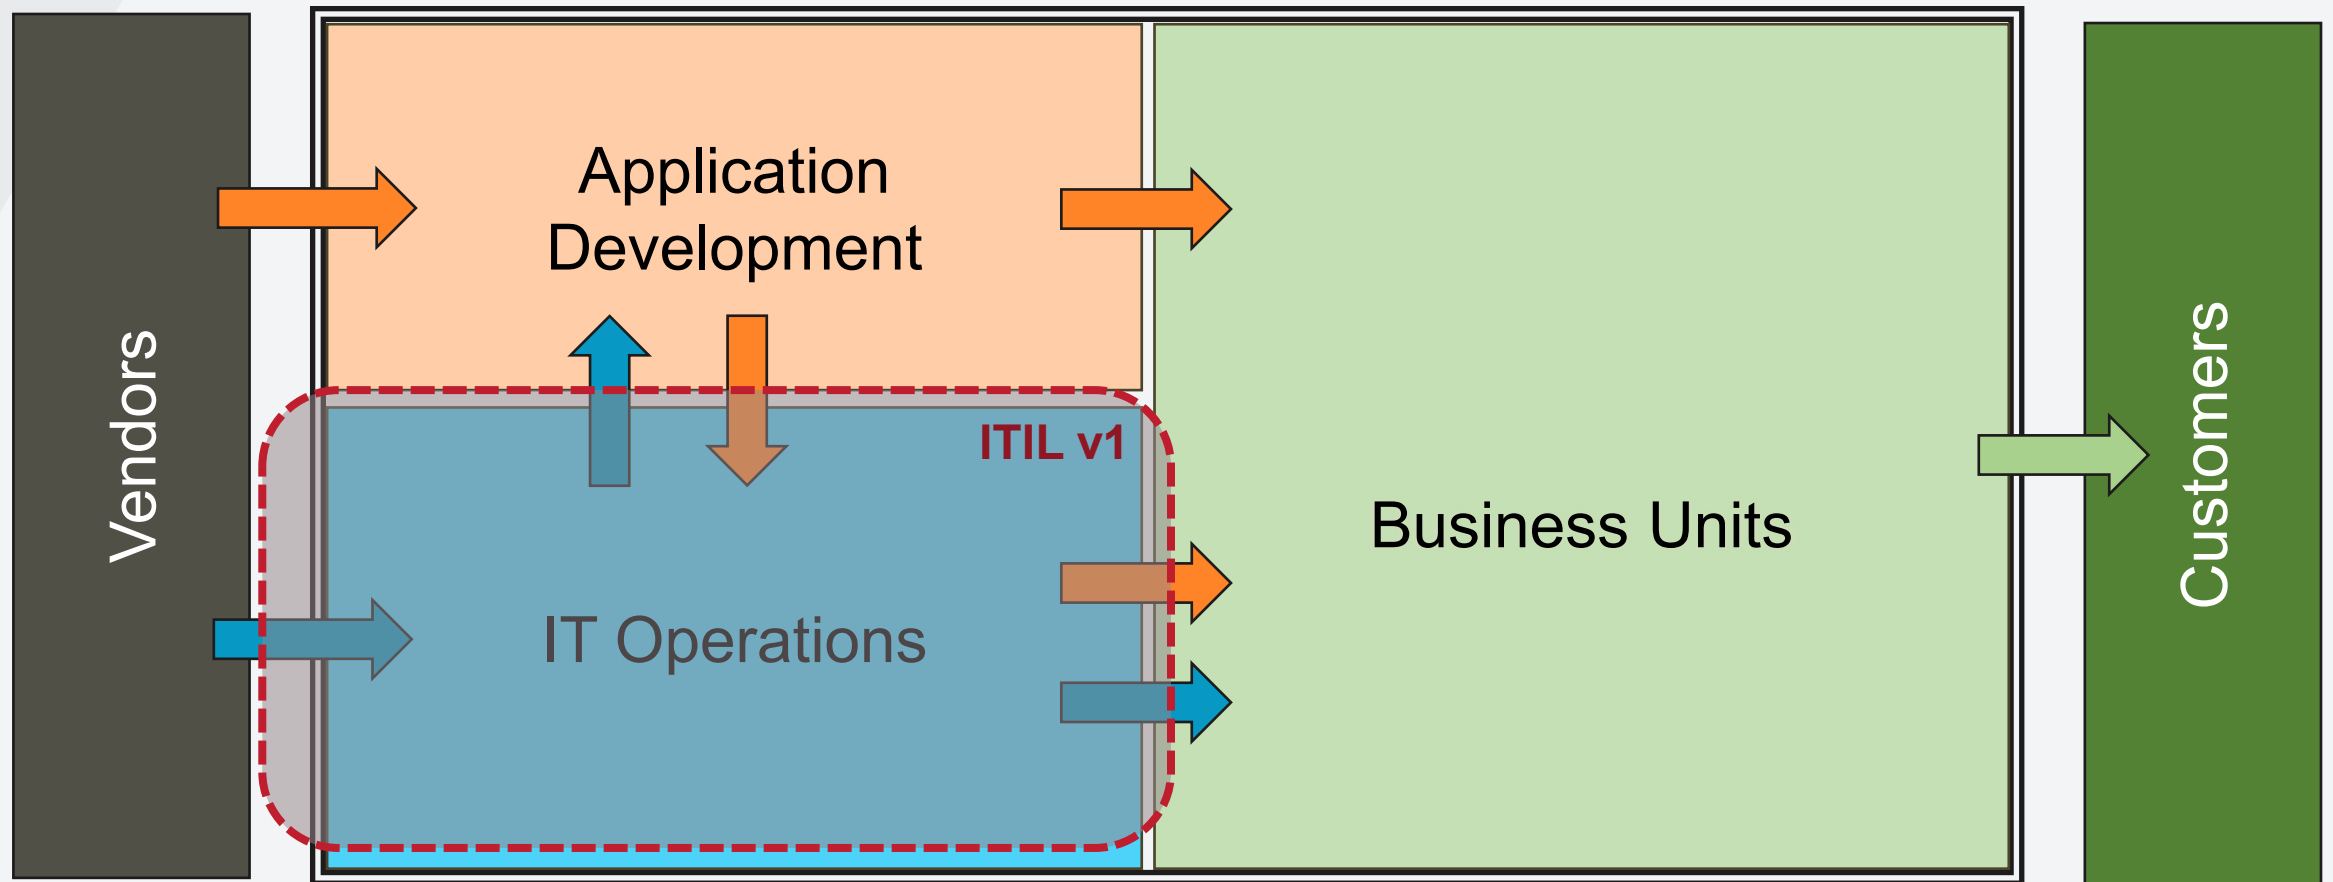 Vendors
Application
Development
ITIL v1
IT Operations
Business Units
Customers